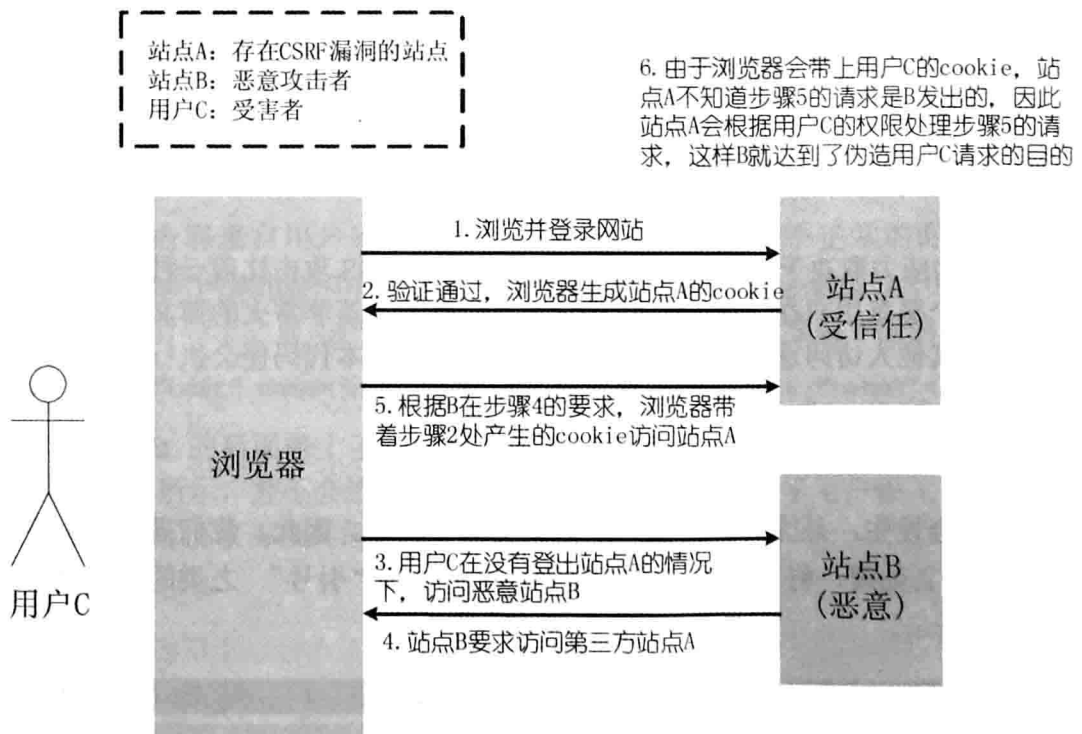 站点A: 存在CSRF漏洞的站点
站点B: 恶意攻击者
用户C: 受害者
6. 由于浏览器会带上用户C的cookie, 站
点A不知道步骤5的请求是B发出的, 因此
站点A会根据用户C的权限处理步骤5的请
求, 这样B就达到了伪造用户C请求的目的
1. 浏览并登录网站
2. 验证通过, 浏览器生成站点A的cookie
站点A
(受信任)
5. 根据B在步骤4的要求, 浏览器带
着步骤2处产生的cookie访问站点A
浏览器
3. 用户C在没有登出站点A的情况
下, 访问恶意站点B
站点B
(恶意)
4. 站点B要求访问第三方站点A
用户C